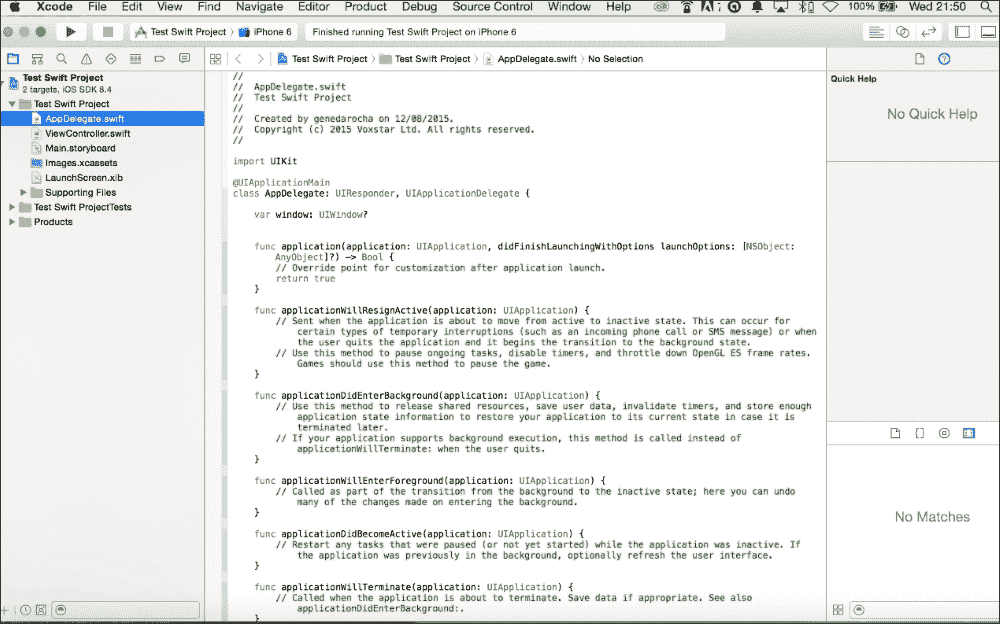 Xcode File Edit View Find Navigate Editor Product Debug Source Control Window Help 100% Wed 21:50
Test Swift Project iPhone 6
Finished running Test Swift Project on iPhone 6
Test Swift Project
2 targets, iOS SDK 8.4
Test Swift Project
AppDelegate.swift
ViewController.swift
Main.storyboard
Images.xcassets
LaunchScreen.xib
Supporting Files
Test Swift ProjectTests
Products
Test Swift Project Test Swift Project AppDelegate.swift No Selection
//
// AppDelegate.swift
// Test Swift Project
//
// Created by genedarocha on 12/08/2015.
// Copyright (c) 2015 Voxstar Ltd. All rights reserved.
//
import UIKit
@UIApplicationMain
class AppDelegate: UIResponder, UIApplicationDelegate {
var window: UIWindow?
func application(application: UIApplication, didFinishLaunchingWithOptions launchOptions: [NSObject:
AnyObject]?) -> Bool {
// Override point for customization after application launch.
return true
}
func applicationWillResignActive(application: UIApplication) {
// Sent when the application is about to move from active to inactive state. This can occur for
certain types of temporary interruptions (such as an incoming phone call or SMS message) or when
the user quits the application and it begins the transition to the background state.
// Use this method to pause ongoing tasks, disable timers, and throttle down OpenGL ES frame rates.
Games should use this method to pause the game.
}
func applicationDidEnterBackground(application: UIApplication) {
// Use this method to release shared resources, save user data, invalidate timers, and store enough
application state information to restore your application to its current state in case it is
terminated later.
// If your application supports background execution, this method is called instead of
applicationWillTerminate: when the user quits.
}
func applicationWillEnterForeground(application: UIApplication) {
// Called as part of the transition from the background to the inactive state; here you can undo
many of the changes made on entering the background.
}
func applicationDidBecomeActive(application: UIApplication) {
// Restart any tasks that were paused (or not yet started) while the application was inactive. If
the application was previously in the background, optionally refresh the user interface.
}
func applicationWillTerminate(application: UIApplication) {
// Called when the application is about to terminate. Save data if appropriate. See also
applicationDidEnterBackground:.
}
Quick Help
No Quick Help
No Matches